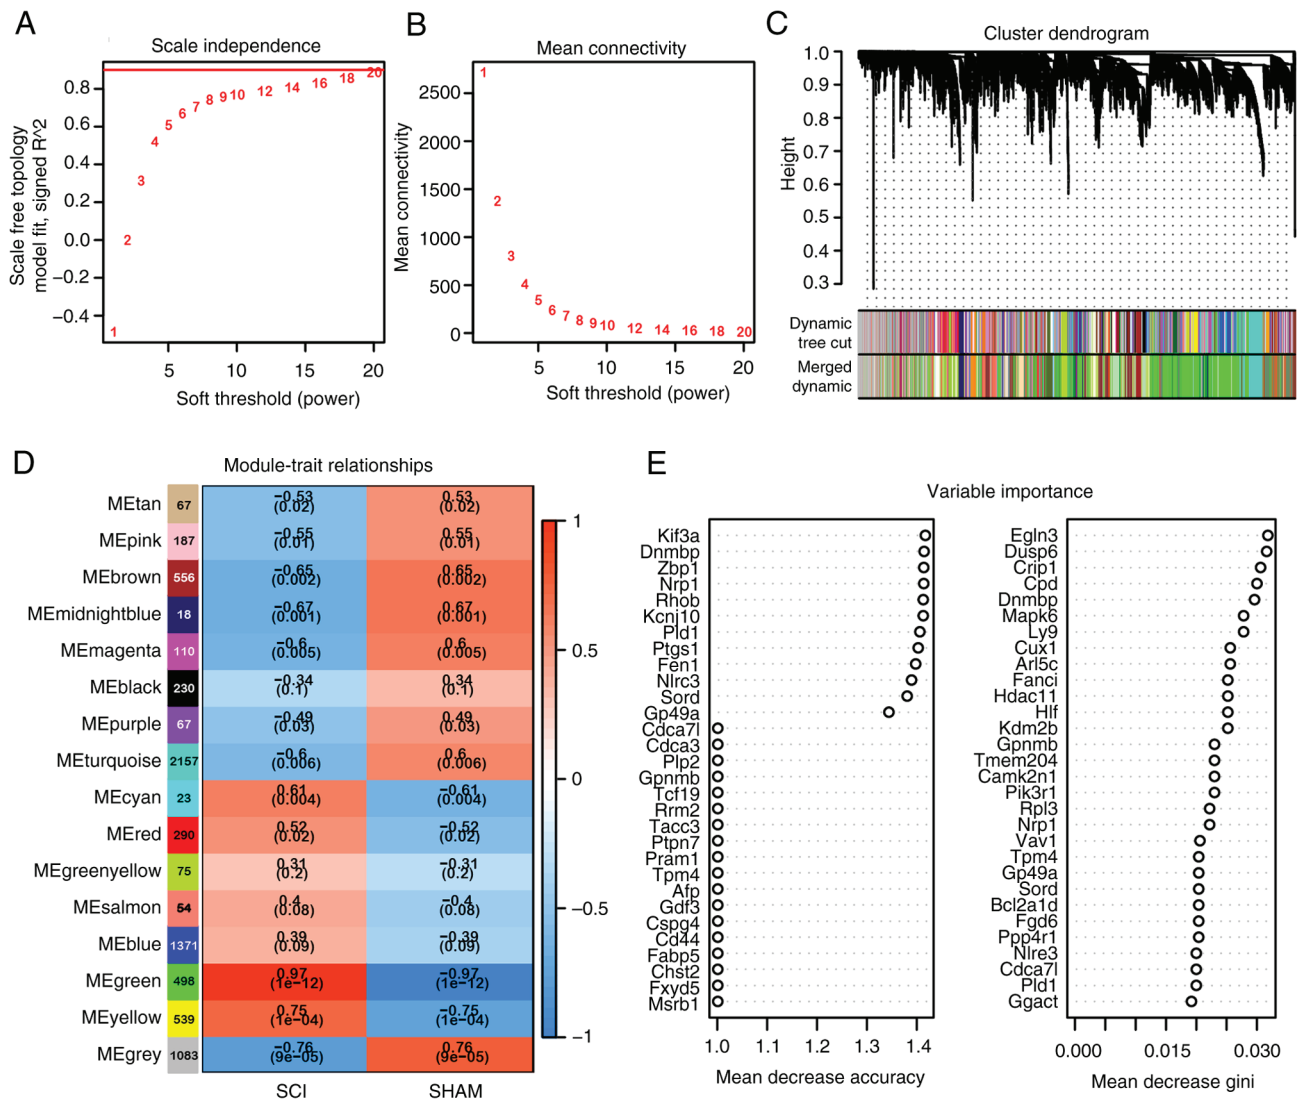 A
Scale independence
Scale free topology
model fit, signed R^2
0.8
0.6
0.4
0.2
0.0
−0.2
−0.4
1
2
3
4
5
6
7
8
9
10
12
14
16
18
20
5
10
15
20
Soft threshold (power)
B
Mean connectivity
Mean connectivity
2500
2000
1500
1000
500
0
1
2
3
4
5
6
7
8
9
10
12
14
16
18
20
5
10
15
20
Soft threshold (power)
C
Cluster dendrogram
Height
1.0
0.9
0.8
0.7
0.6
0.5
0.4
0.3
Dynamic
tree cut
Merged
dynamic
D
Module-trait relationships
MEtan 67 −0.53 (0.02) 0.53 (0.02)
MEpink 187 −0.55 (0.01) 0.55 (0.01)
MEbrown 556 −0.65 (0.002) 0.65 (0.002)
MEmidnightblue 18 −0.67 (0.001) 0.67 (0.001)
MEmagenta 110 −0.6 (0.005) 0.6 (0.005)
MEblack 230 −0.34 (0.1) 0.34 (0.1)
MEpurple 67 −0.49 (0.03) 0.49 (0.03)
MEturquoise 2157 −0.6 (0.006) 0.6 (0.006)
MEcyan 23 0.61 (0.004) −0.61 (0.004)
MEred 290 0.52 (0.02) −0.52 (0.02)
MEgreenyellow 75 0.31 (0.2) −0.31 (0.2)
MEsalmon 54 0.4 (0.08) −0.4 (0.08)
MEblue 1371 0.39 (0.09) −0.39 (0.09)
MEgreen 498 0.97 (1e−12) −0.97 (1e−12)
MEyellow 539 0.75 (1e−04) −0.75 (1e−04)
MEgrey 1083 −0.76 (9e−05) 0.76 (9e−05)
SCI SHAM
1
0.5
0
−0.5
−1
E
Variable importance
Kif3a
Dnmbp
Zbp1
Nrp1
Rhob
Kcnj10
Pld1
Ptgs1
Fen1
Nlrc3
Sord
Gp49a
Cdca7l
Cdca3
Plp2
Gpnmb
Tcf19
Rrm2
Tacc3
Ptpn7
Pram1
Tpm4
Afp
Gdf3
Cspg4
Cd44
Fabp5
Chst2
Fxyd5
Msrb1
1.0 1.1 1.2 1.3 1.4
Mean decrease accuracy
Egln3
Dusp6
Crip1
Cpd
Dnmbp
Mapk6
Ly9
Cux1
Arl5c
Fanci
Hdac11
Hlf
Kdm2b
Gpnmb
Tmem204
Camk2n1
Pik3r1
Rpl3
Nrp1
Vav1
Tpm4
Gp49a
Sord
Bcl2a1d
Fgd6
Ppp4r1
Nlre3
Cdca7l
Pld1
Ggact
0.000 0.015 0.030
Mean decrease gini